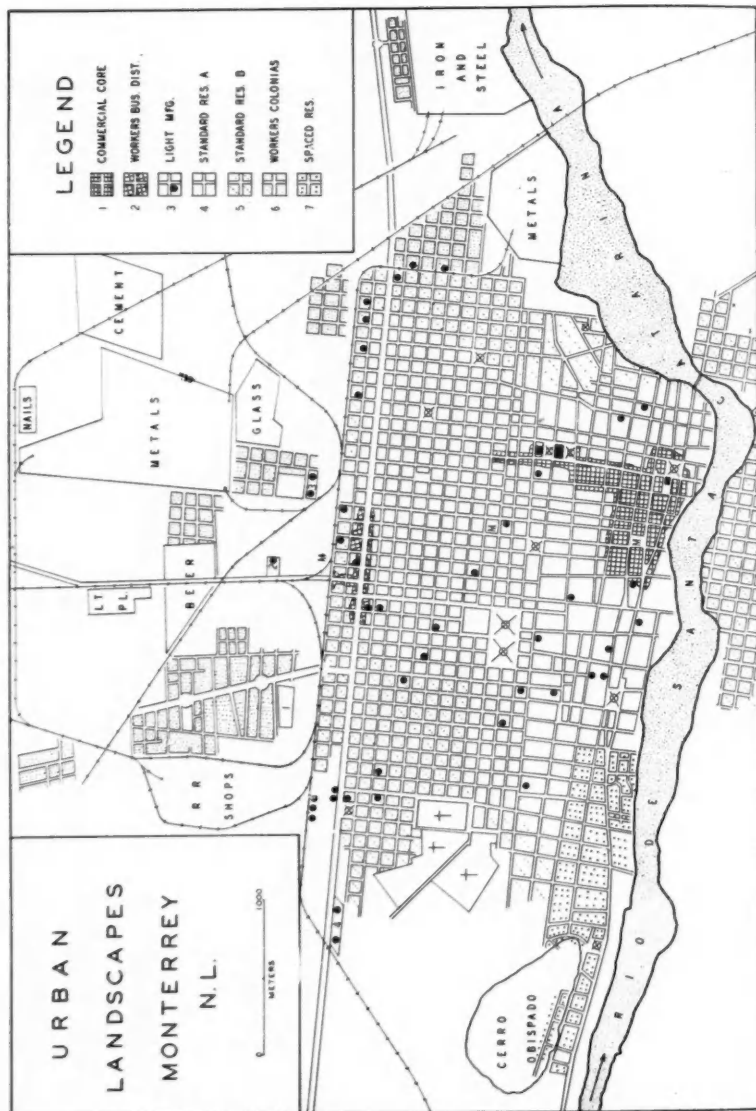 URBAN
LANDSCAPES
MONTERREY
N.L.
0 1000
METERS
LEGEND
1 COMMERCIAL CORE
2 WORKERS BUS. DIST.
3 LIGHT MFG.
4 STANDARD RES. A
5 STANDARD RES. B
6 WORKERS COLONIAS
7 SPACED RES.
RR
SHOPS
LT
PL.
BEER
NAILS
METALS
GLASS
CEMENT
IRON
AND
STEEL
METALS
M
M
M
CERRO
OBISPADO
RIO DE SANTA CATARINA